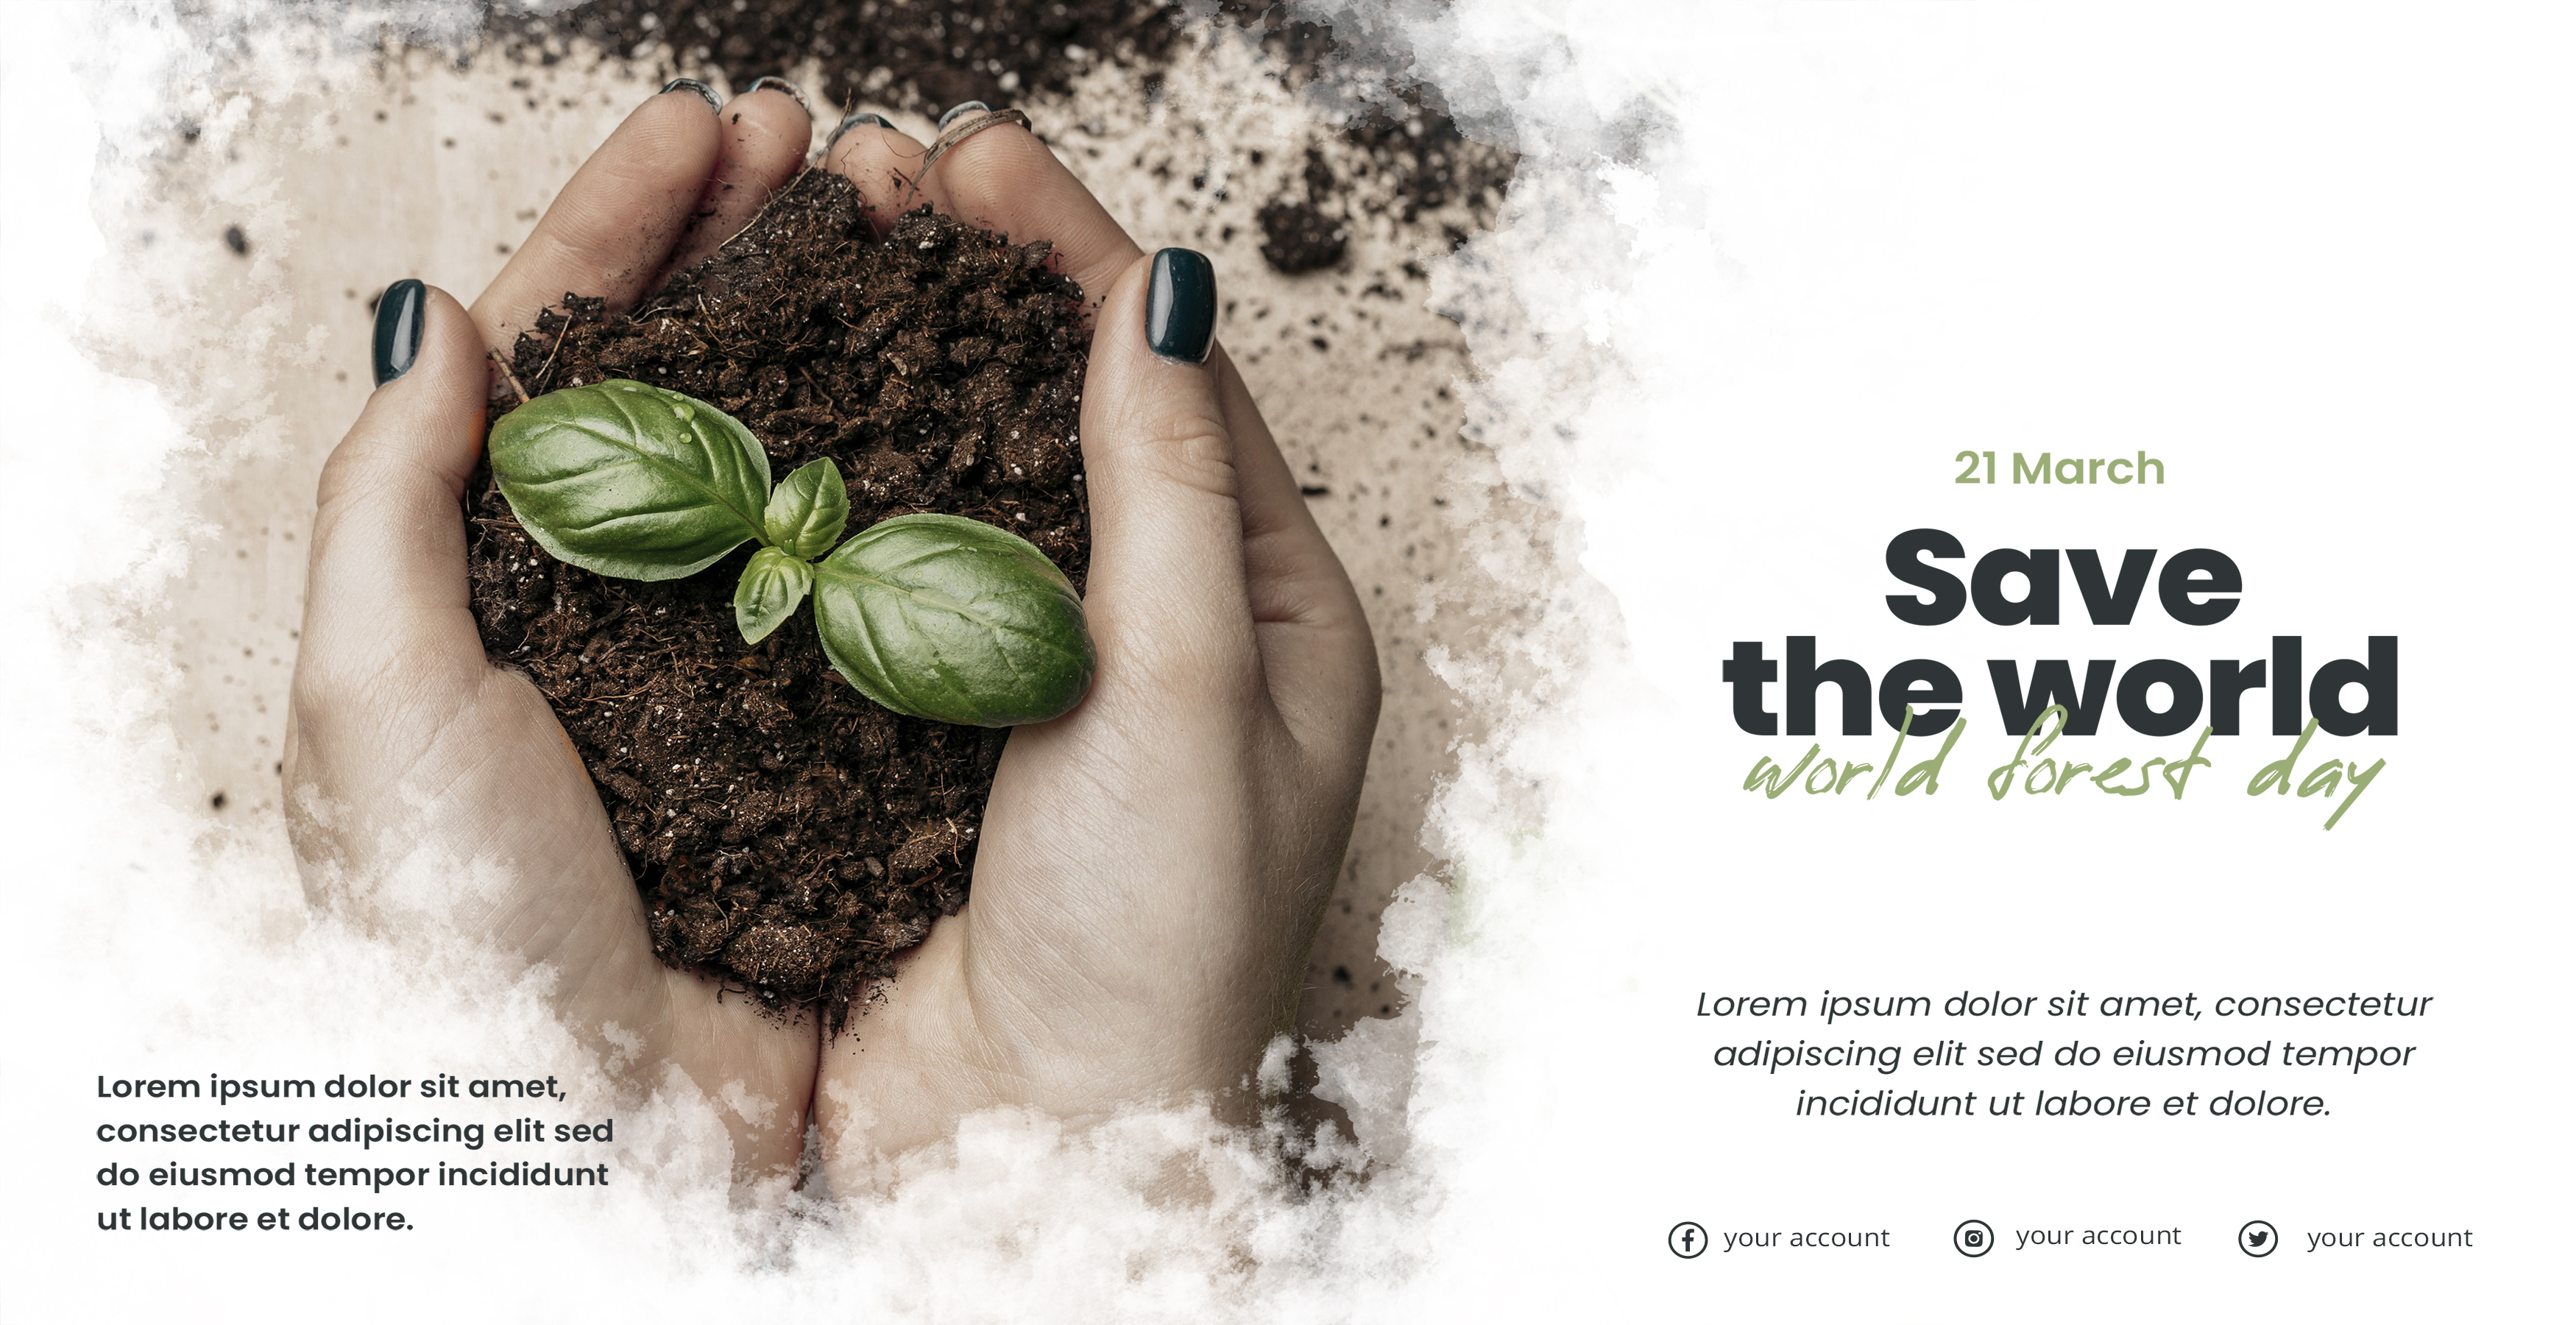 21 March
Save
the world
world forest day
Lorem ipsum dolor sit amet, consectetur
adipiscing elit sed do eiusmod tempor
incididunt ut labore et dolore.
Lorem ipsum dolor sit amet,
consectetur adipiscing elit sed
do eiusmod tempor incididunt
ut labore et dolore.
your account your account your account